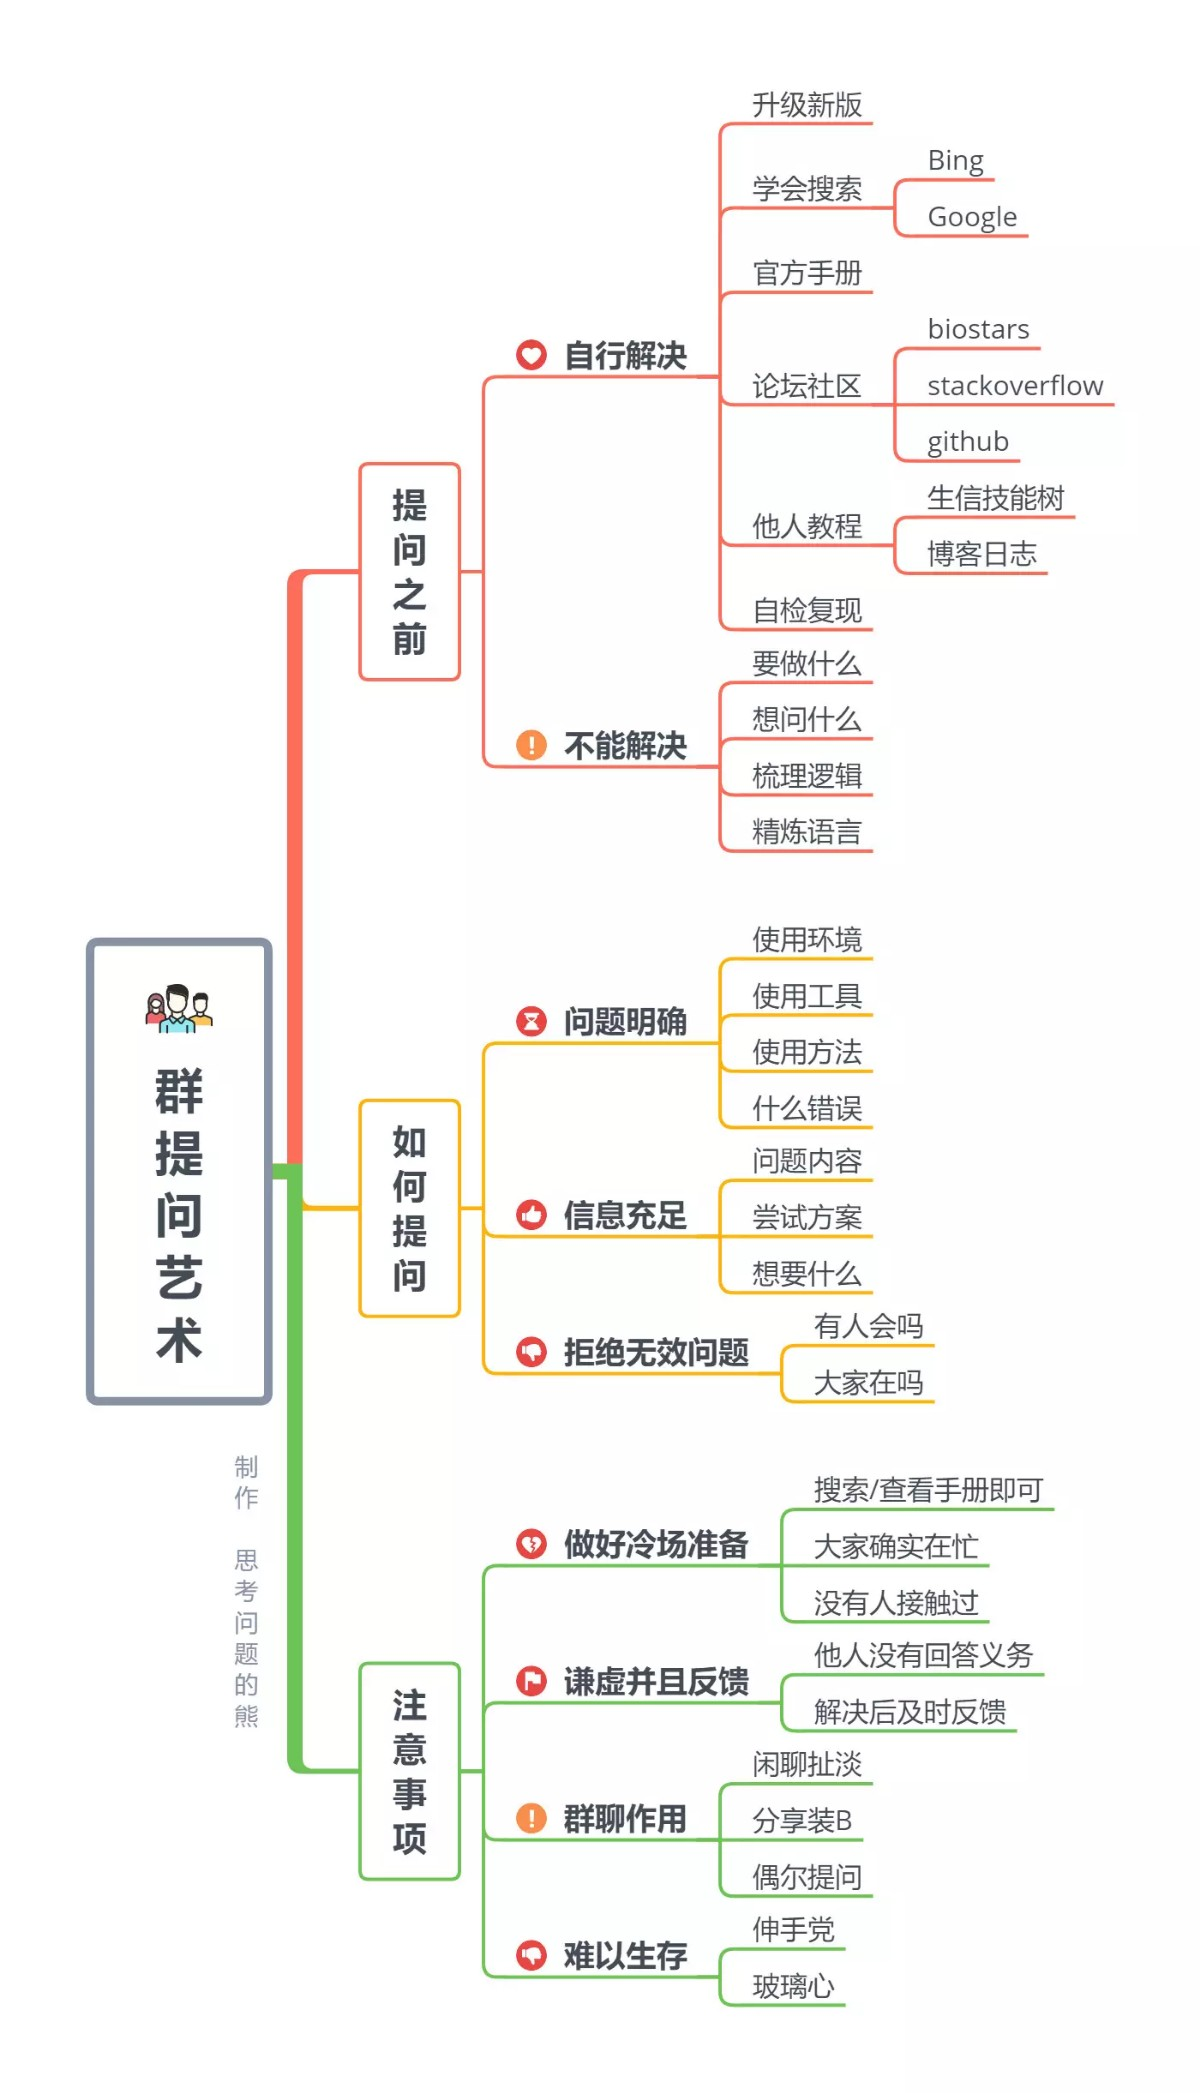 群提问艺术
制作 思考问题的熊
提问之前
自行解决
升级新版
学会搜索
Bing
Google
官方手册
论坛社区
biostars
stackoverflow
github
他人教程
生信技能树
博客日志
自检复现
不能解决
要做什么
想问什么
梳理逻辑
精炼语言
如何提问
问题明确
使用环境
使用工具
使用方法
什么错误
信息充足
问题内容
尝试方案
想要什么
拒绝无效问题
有人会吗
大家在吗
注意事项
做好冷场准备
搜索/查看手册即可
大家确实在忙
没有人接触过
谦虚并且反馈
他人没有回答义务
解决后及时反馈
群聊作用
闲聊扯淡
分享装B
偶尔提问
难以生存
伸手党
玻璃心